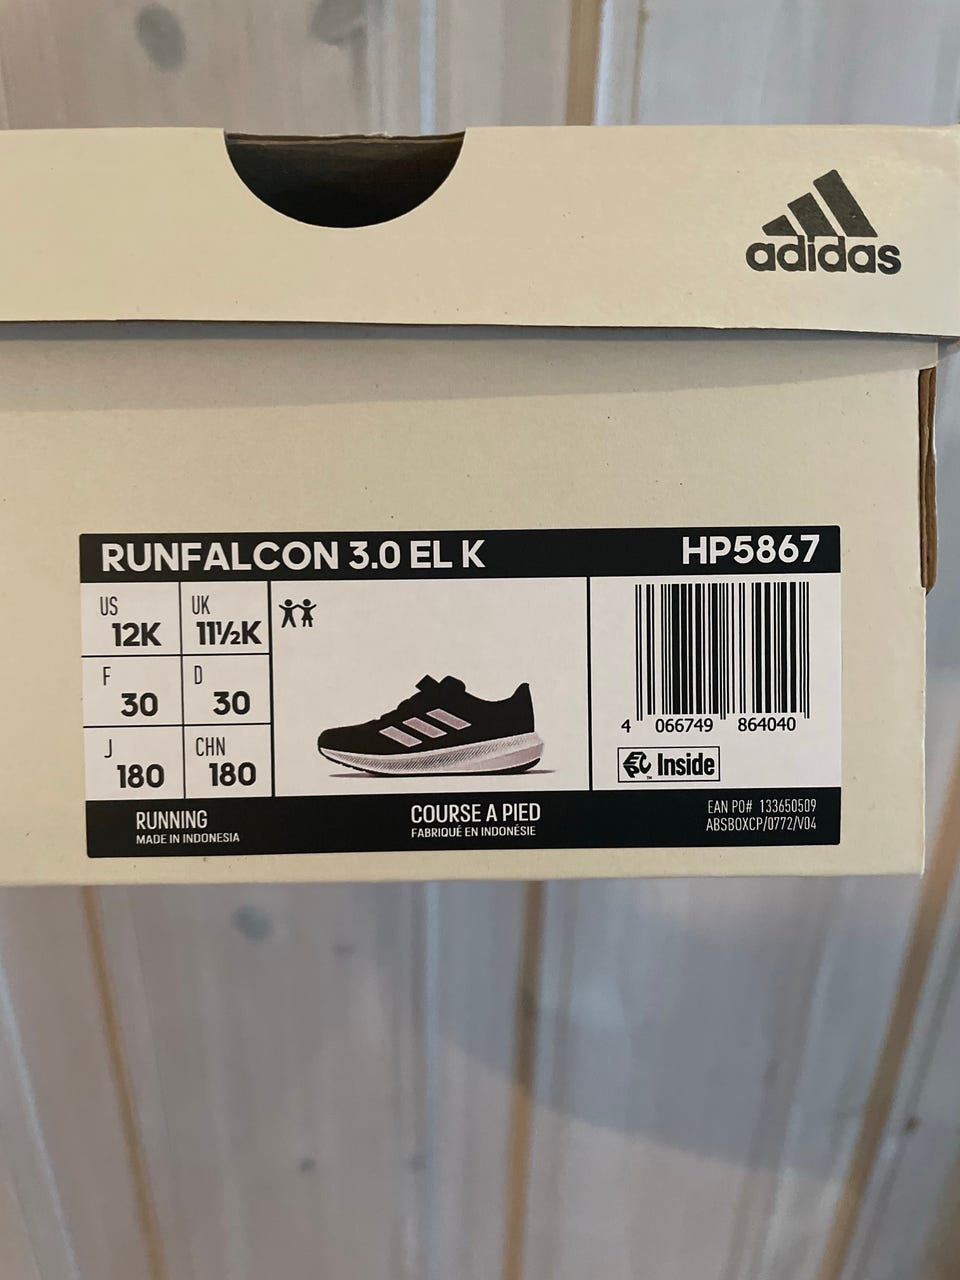 adidas
RUNFALCON 3.0 EL K
HP5867
US
12K
UK
11½K
F
30
D
30
J
180
CHN
180
4 066749 864040
™ Inside
RUNNING
MADE IN INDONESIA
COURSE A PIED
FABRIQUÉ EN INDONÉSIE
EAN PO# 133650509
ABSBOXCP/0772/V04